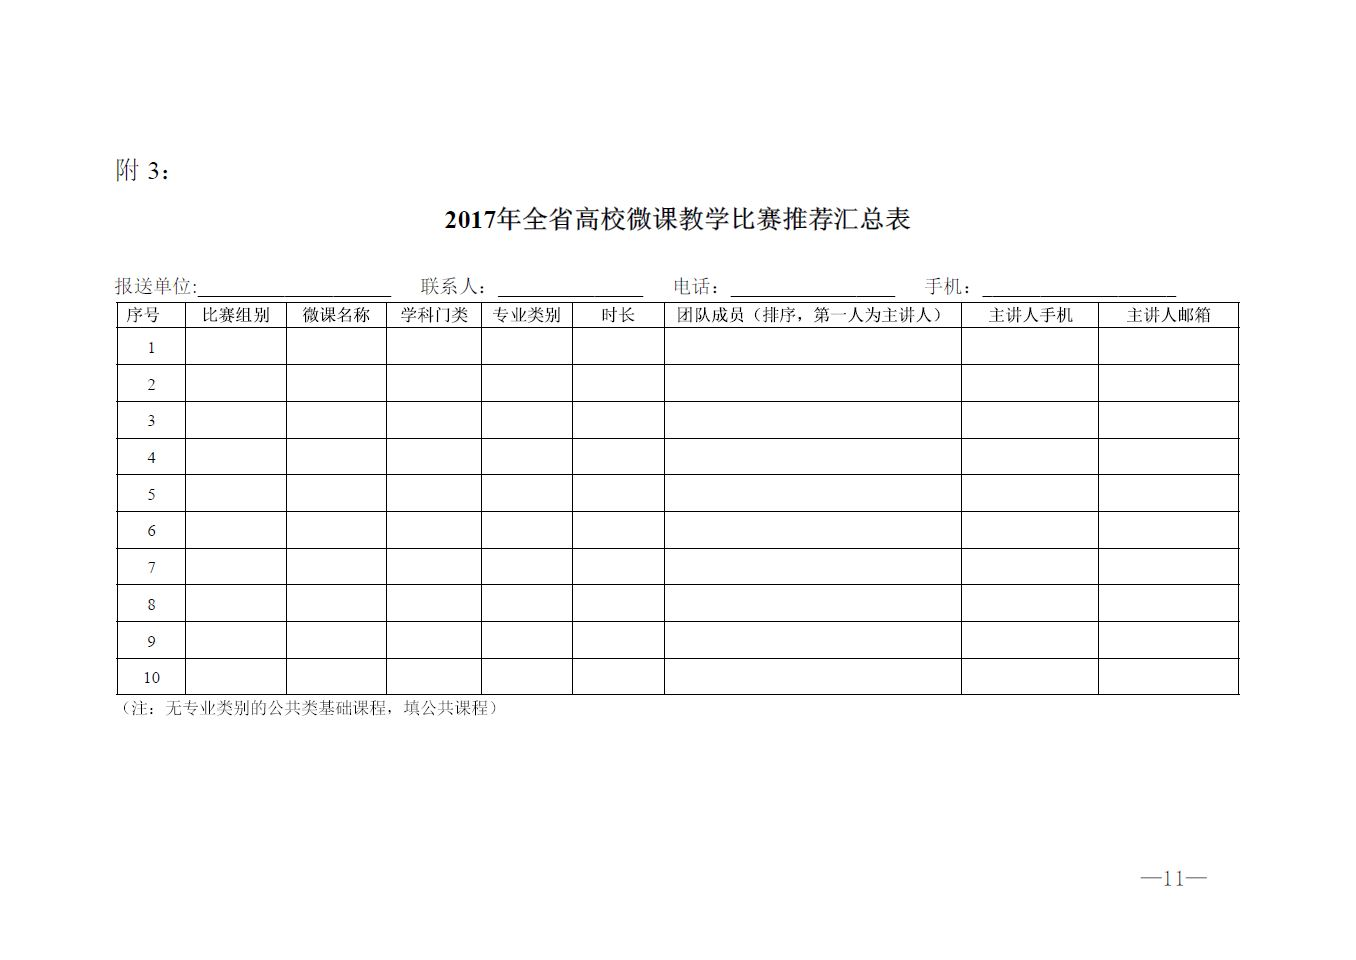 附 3：
2017年全省高校微课教学比赛推荐汇总表
报送单位:____________________ 联系人：_______________ 电话：_________________ 手机：____________________
序号 比赛组别 微课名称 学科门类 专业类别 时长 团队成员（排序，第一人为主讲人） 主讲人手机 主讲人邮箱
1
2
3
4
5
6
7
8
9
10
（注：无专业类别的公共类基础课程，填公共课程）
—11—